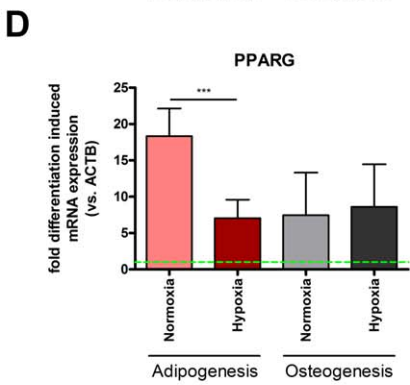 D
PPARG
fold differentiation induced
mRNA expression
(vs. ACTB)
25
20
15
10
5
0
***
Normoxia
Hypoxia
Normoxia
Hypoxia
Adipogenesis
Osteogenesis